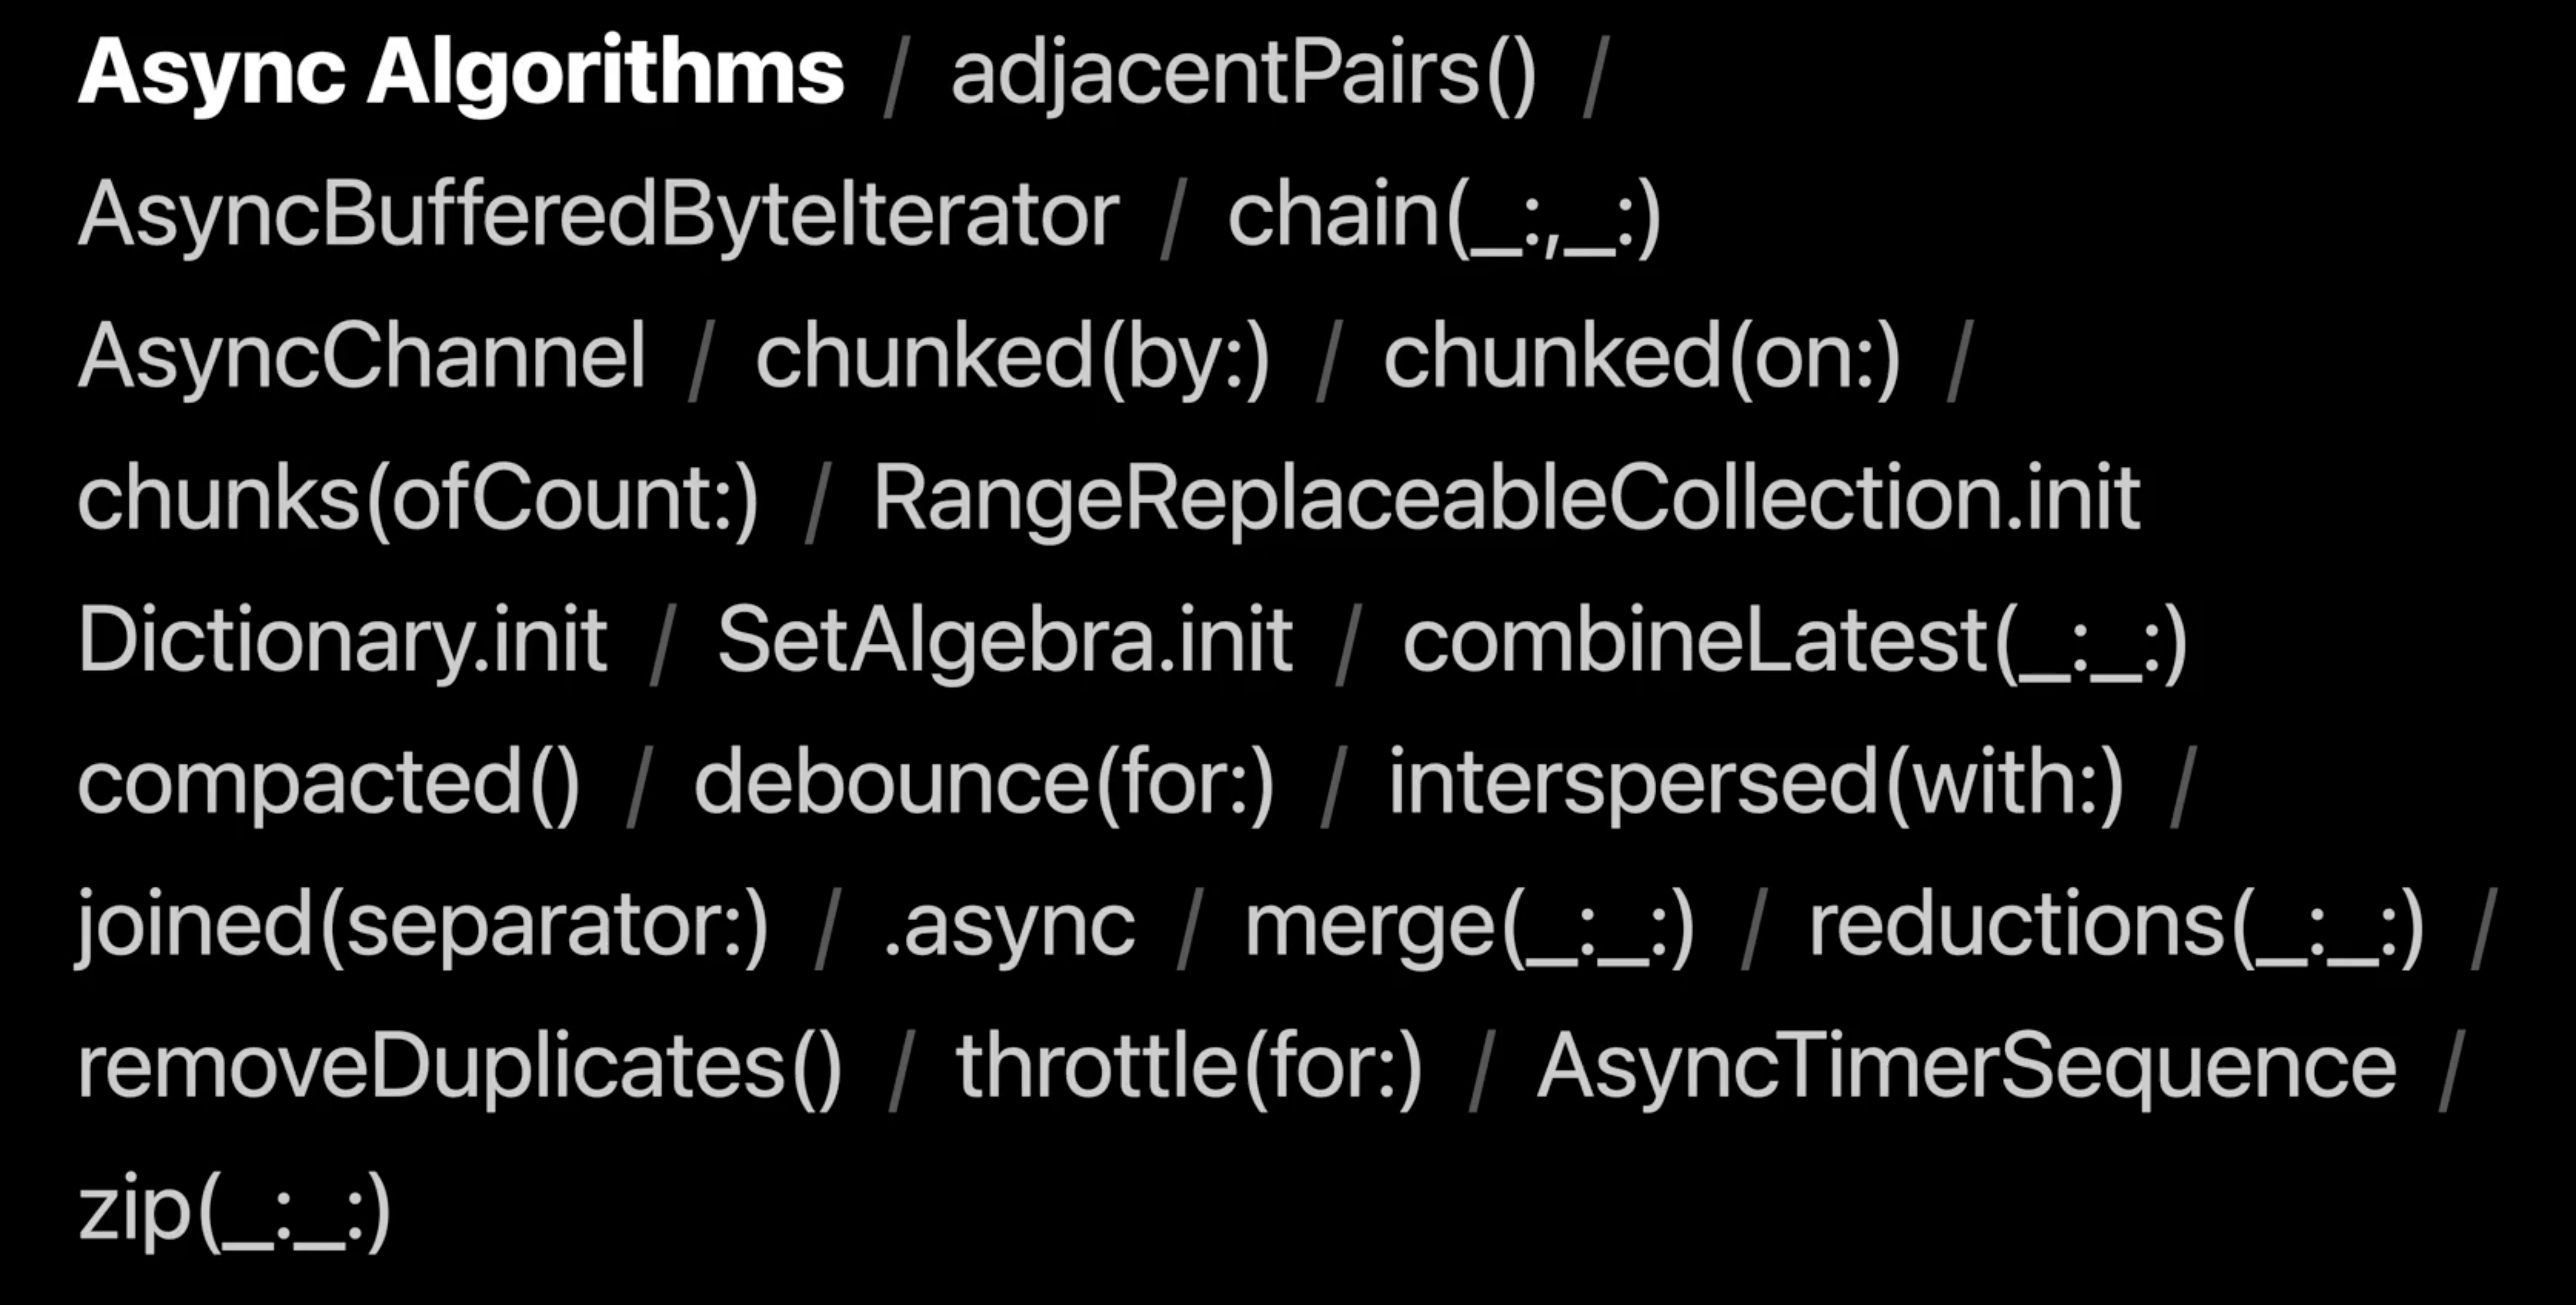 Async Algorithms / adjacentPairs() /
AsyncBufferedByteIterator / chain(_:,_:)
AsyncChannel / chunked(by:) / chunked(on:) /
chunks(ofCount:) / RangeReplaceableCollection.init
Dictionary.init / SetAlgebra.init / combineLatest(_:_:)
compacted() / debounce(for:) / interspersed(with:) /
joined(separator:) / .async / merge(_:_:) / reductions(_:_:) /
removeDuplicates() / throttle(for:) / AsyncTimerSequence /
zip(_:_:)